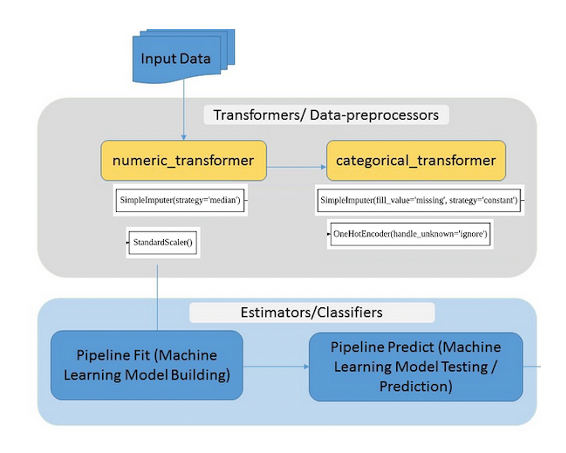 Input Data
Transformers/ Data-preprocessors
numeric_transformer
categorical_transformer
SimpleImputer(strategy='median')
SimpleImputer(fill_value='missing', strategy='constant')
StandardScaler()
OneHotEncoder(handle_unknown='ignore')
Estimators/Classifiers
Pipeline Fit (Machine
Learning Model Building)
Pipeline Predict (Machine
Learning Model Testing /
Prediction)